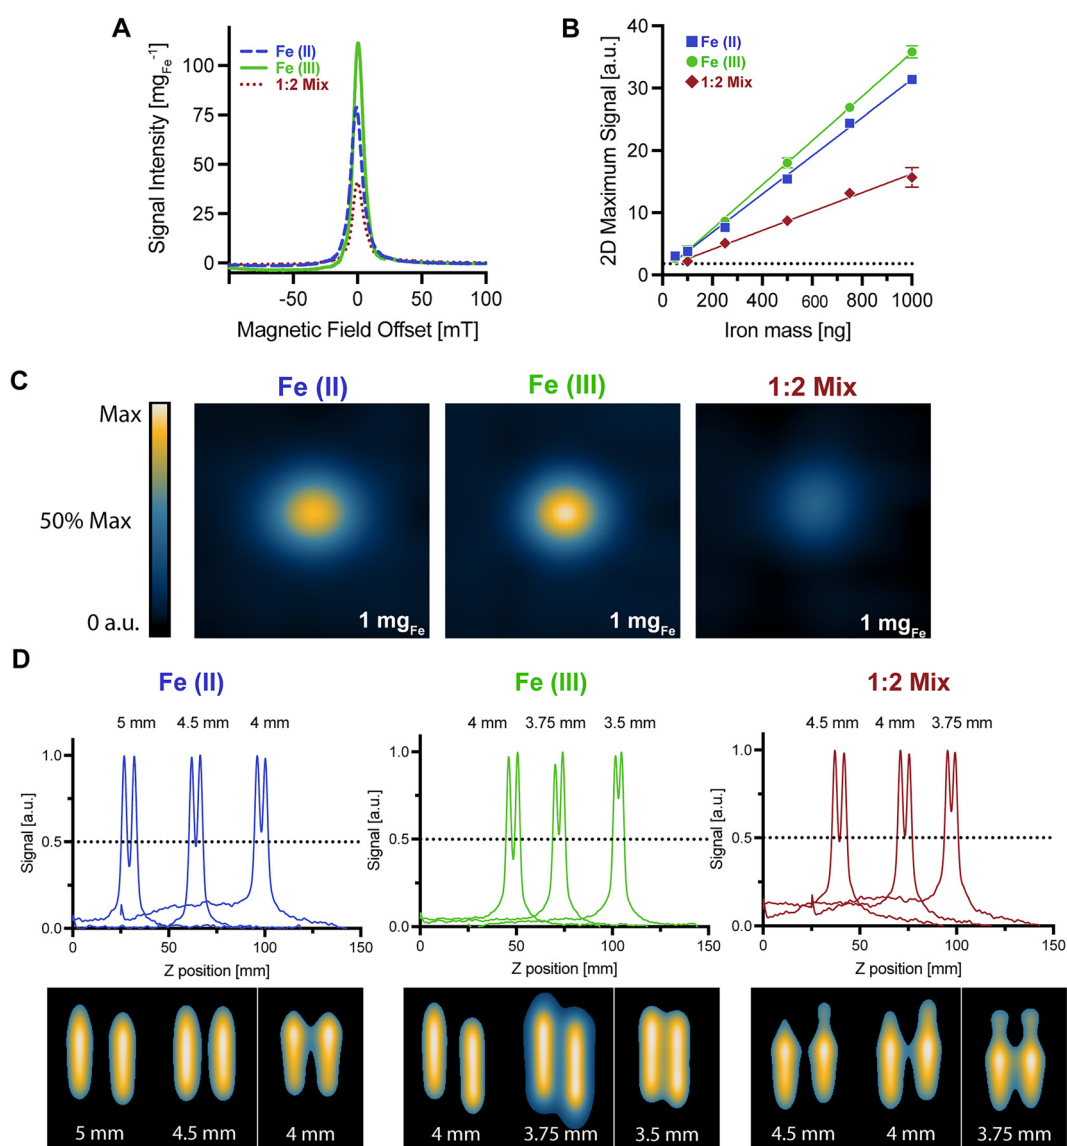 A
Fe (II)
Fe (III)
1:2 Mix
Signal Intensity [mgFe-1]
100
75
50
25
0
-50
0
50
100
Magnetic Field Offset [mT]
B
Fe (II)
Fe (III)
1:2 Mix
2D Maximum Signal [a.u.]
40
30
20
10
0
0
200
400
600
800
1000
Iron mass [ng]
C
Fe (II)
Fe (III)
1:2 Mix
Max
50% Max
0 a.u.
1 mgFe
1 mgFe
1 mgFe
D
Fe (II)
5 mm
4.5 mm
4 mm
Signal [a.u.]
1.0
0.5
0.0
0
50
100
150
Z position [mm]
5 mm
4.5 mm
4 mm
Fe (III)
4 mm
3.75 mm
3.5 mm
Signal [a.u.]
1.0
0.5
0.0
0
50
100
150
Z position [mm]
4 mm
3.75 mm
3.5 mm
1:2 Mix
4.5 mm
4 mm
3.75 mm
Signal [a.u.]
1.0
0.5
0.0
0
50
100
150
Z position [mm]
4.5 mm
4 mm
3.75 mm